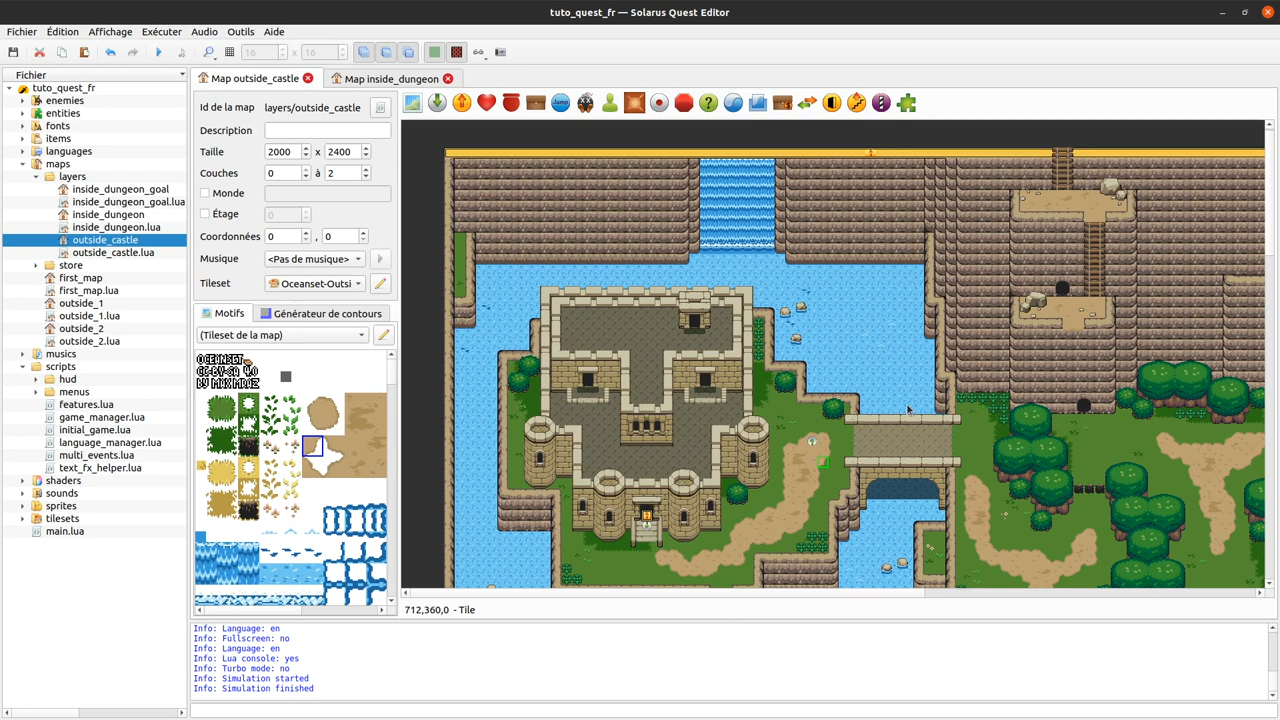 tuto_quest_fr — Solarus Quest Editor
Fichier Édition Affichage Exécuter Audio Outils Aide
16 x 16
Fichier
tuto_quest_fr
enemies
entities
fonts
items
languages
maps
layers
inside_dungeon_goal
inside_dungeon_goal.lua
inside_dungeon
inside_dungeon.lua
outside_castle
outside_castle.lua
store
first_map
first_map.lua
outside_1
outside_1.lua
outside_2
outside_2.lua
musics
scripts
hud
menus
features.lua
game_manager.lua
initial_game.lua
language_manager.lua
multi_events.lua
text_fx_helper.lua
shaders
sounds
sprites
tilesets
main.lua
Map outside_castle
Map inside_dungeon
Id de la map layers/outside_castle
Description
Taille 2000 x 2400
Couches 0 à 2
Monde
Étage 0
Coordonnées 0 , 0
Musique <Pas de musique>
Tileset Oceanset-Outsi
Motifs
Générateur de contours
(Tileset de la map)
OCEANSET
Jump
712,360,0 - Tile
Info: Language: en
Info: Fullscreen: no
Info: Language: en
Info: Lua console: yes
Info: Turbo mode: no
Info: Simulation started
Info: Simulation finished